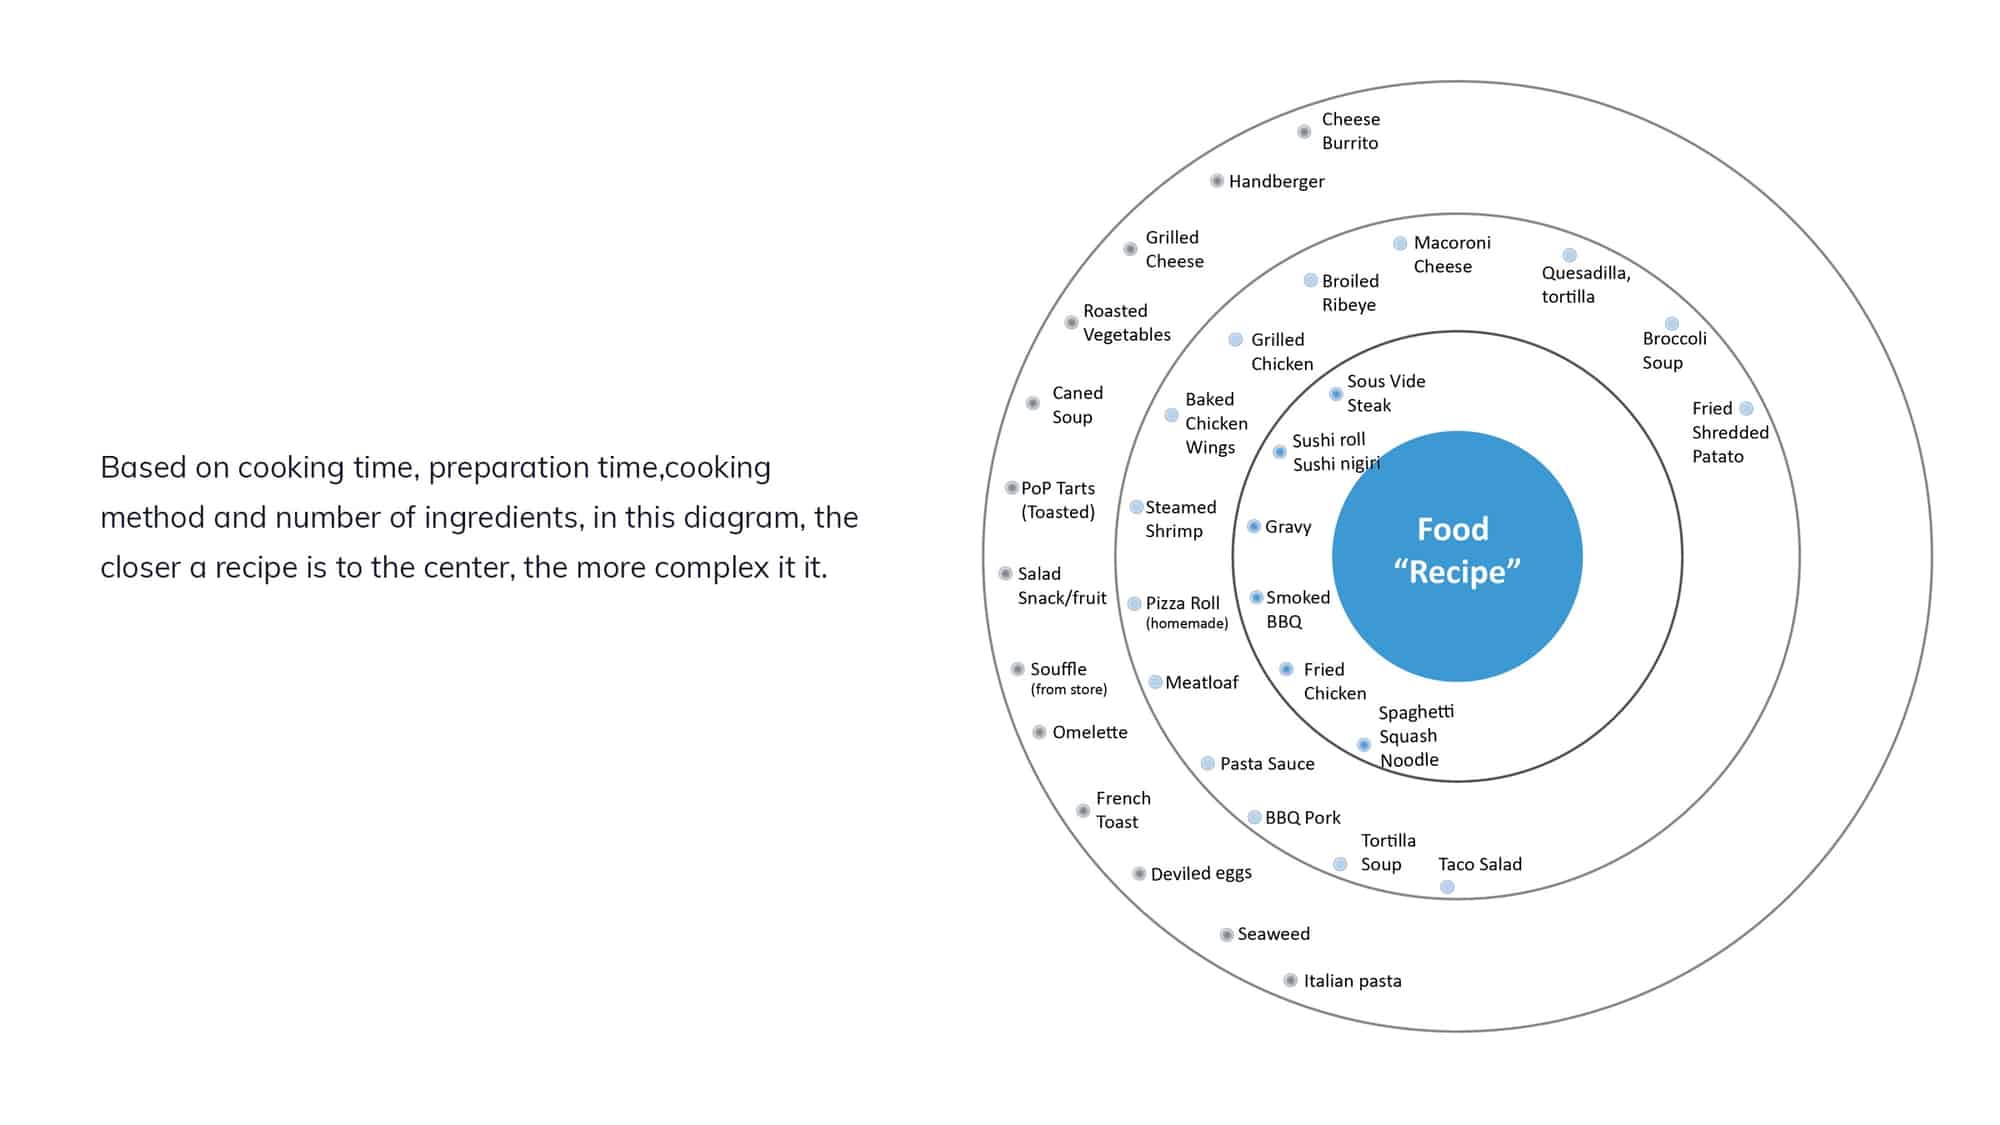 Based on cooking time, preparation time,cooking
method and number of ingredients, in this diagram, the
closer a recipe is to the center, the more complex it it.
Cheese
Burrito
Handberger
Grilled
Cheese
Roasted
Vegetables
Caned
Soup
PoP Tarts
(Toasted)
Salad
Snack/fruit
Souffle
(from store)
Omelette
French
Toast
Deviled eggs
Seaweed
Italian pasta
Macoroni
Cheese
Quesadilla,
tortilla
Broccoli
Soup
Fried
Shredded
Patato
Broiled
Ribeye
Grilled
Chicken
Baked
Chicken
Wings
Steamed
Shrimp
Pizza Roll
(homemade)
Meatloaf
Pasta Sauce
BBQ Pork
Tortilla
Soup
Taco Salad
Sous Vide
Steak
Sushi roll
Sushi nigiri
Gravy
Smoked
BBQ
Fried
Chicken
Spaghetti
Squash
Noodle
Food
“Recipe”